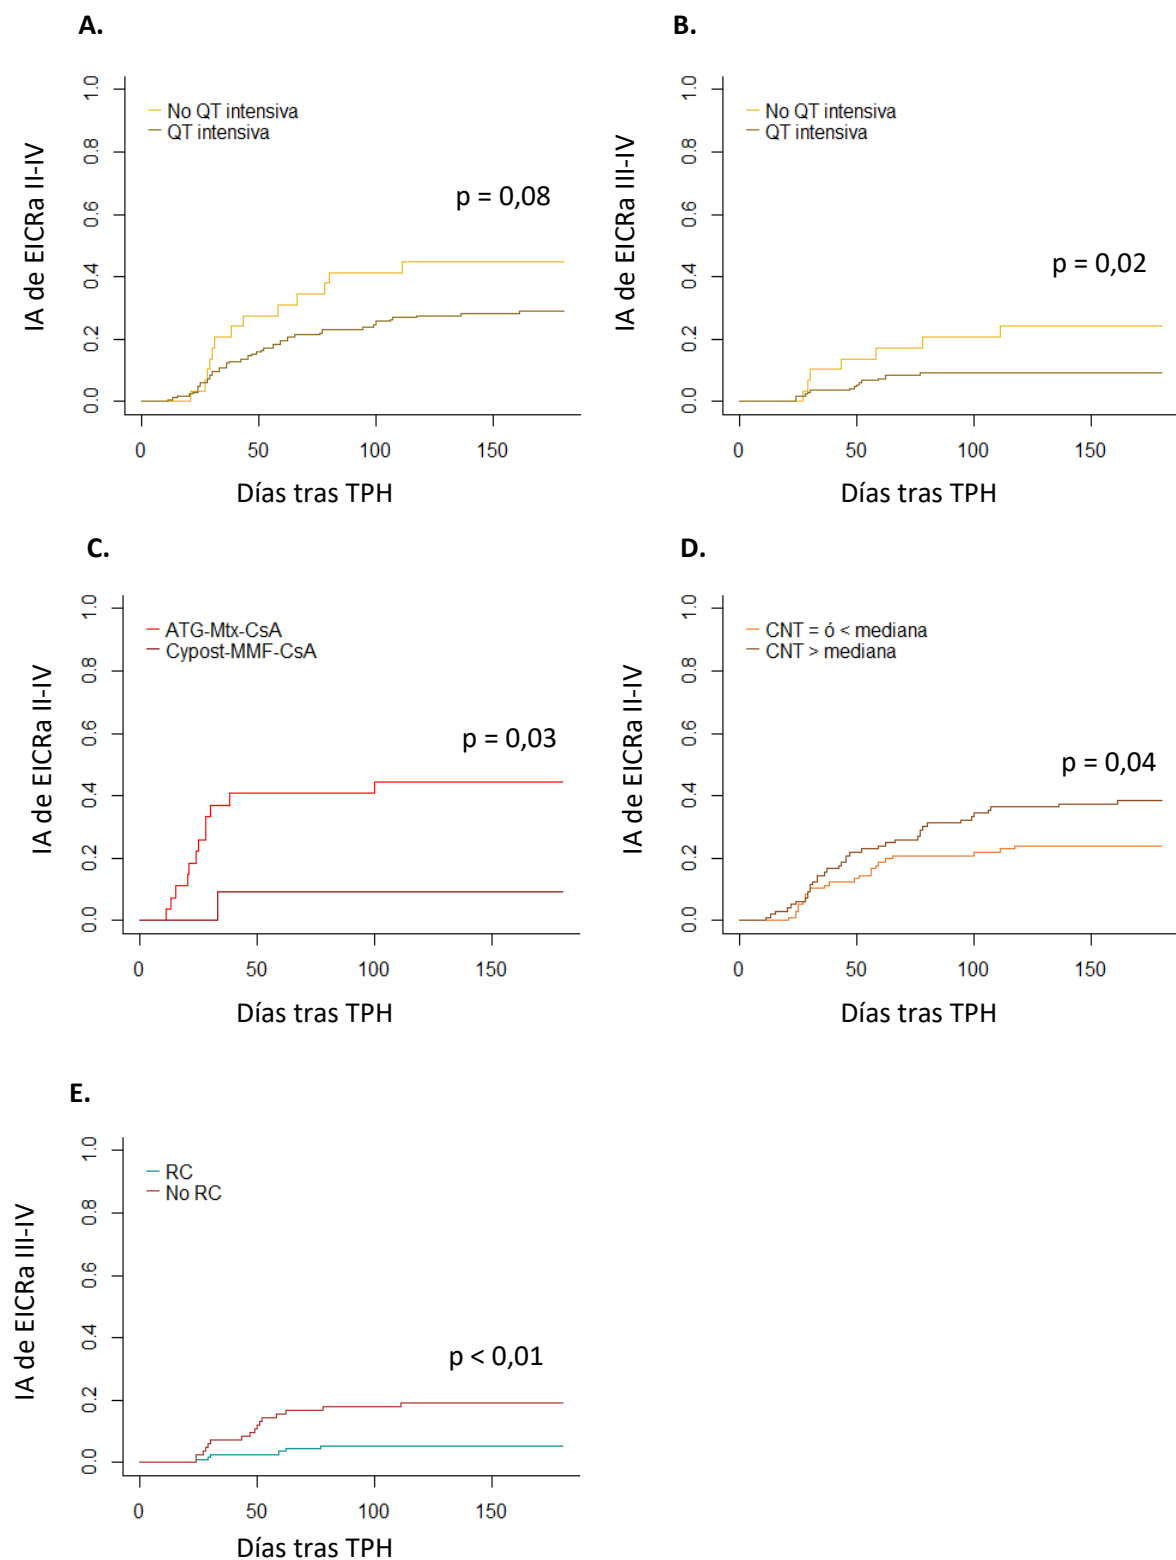 A.
IA de EICRa II-IV
1.0
0.8
0.6
0.4
0.2
0.0
No QT intensiva
QT intensiva
p = 0,08
0 50 100 150
Días tras TPH
B.
IA de EICRa III-IV
1.0
0.8
0.6
0.4
0.2
0.0
No QT intensiva
QT intensiva
p = 0,02
0 50 100 150
Días tras TPH
C.
IA de EICRa II-IV
1.0
0.8
0.6
0.4
0.2
0.0
ATG-Mtx-CsA
Cypost-MMF-CsA
p = 0,03
0 50 100 150
Días tras TPH
D.
IA de EICRa II-IV
1.0
0.8
0.6
0.4
0.2
0.0
CNT = ó < mediana
CNT > mediana
p = 0,04
0 50 100 150
Días tras TPH
E.
IA de EICRa III-IV
1.0
0.8
0.6
0.4
0.2
0.0
RC
No RC
p < 0,01
0 50 100 150
Días tras TPH